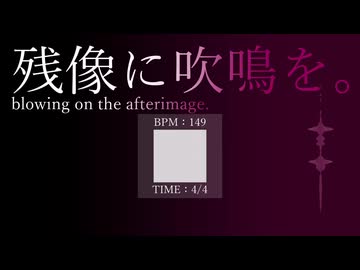 残像に吹鳴を。
blowing on the afterimage.
BPM：149
TIME：4/4